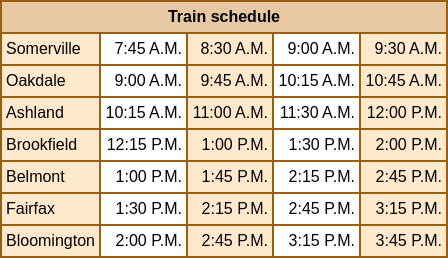 Train schedule
Somerville 7:45 A.M. 8:30 A.M. 9:00 A.M. 9:30 A.M.
Oakdale 9:00 A.M. 9:45 A.M. 10:15 A.M. 10:45 A.M.
Ashland 10:15 A.M. 11:00 A.M. 11:30 A.M. 12:00 P.M.
Brookfield 12:15 P.M. 1:00 P.M. 1:30 P.M. 2:00 P.M.
Belmont 1:00 P.M. 1:45 P.M. 2:15 P.M. 2:45 P.M.
Fairfax 1:30 P.M. 2:15 P.M. 2:45 P.M. 3:15 P.M.
Bloomington 2:00 P.M. 2:45 P.M. 3:15 P.M. 3:45 P.M.